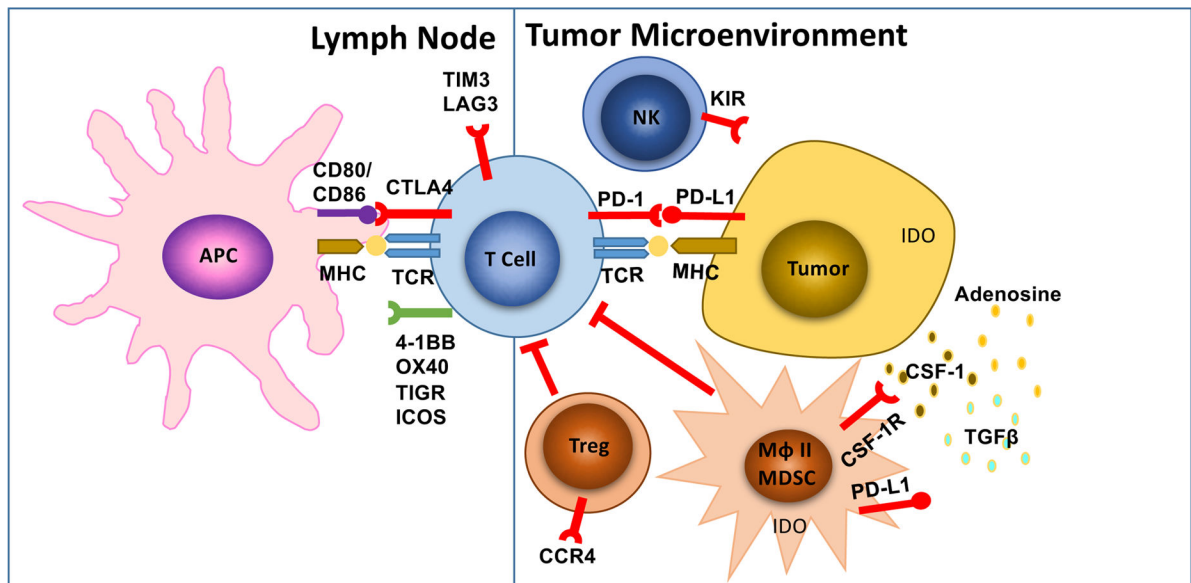 Lymph Node
Tumor Microenvironment
TIM3
LAG3
NK
KIR
CD80/
CD86
CTLA4
PD-1
PD-L1
IDO
APC
T Cell
Tumor
MHC
TCR
TCR
MHC
Adenosine
4-1BB
OX40
TIGR
ICOS
CSF-1
CSF-1R
TGFβ
Treg
Mφ II
MDSC
PD-L1
IDO
CCR4